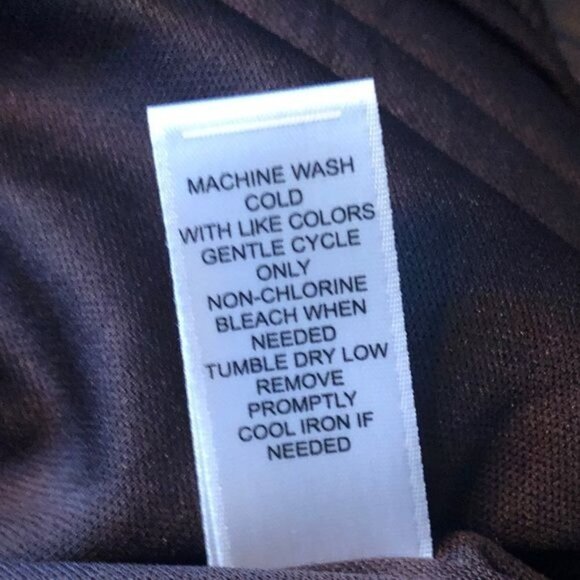 MACHINE WASH
COLD
WITH LIKE COLORS
GENTLE CYCLE
ONLY
NON-CHLORINE
BLEACH WHEN
NEEDED
TUMBLE DRY LOW
REMOVE
PROMPTLY
COOL IRON IF
NEEDED